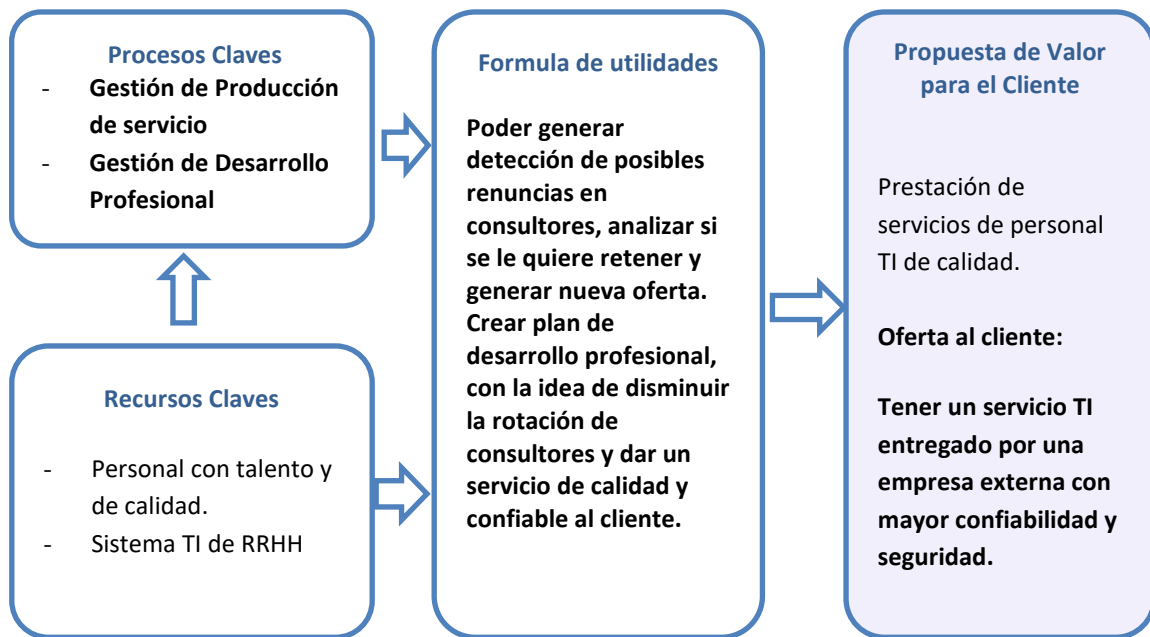 Procesos Claves
- Gestión de Producción
de servicio
- Gestión de Desarrollo
Profesional
Recursos Claves
- Personal con talento y
de calidad.
- Sistema TI de RRHH
Formula de utilidades
Poder generar
detección de posibles
renuncias en
consultores, analizar si
se le quiere retener y
generar nueva oferta.
Crear plan de
desarrollo profesional,
con la idea de disminuir
la rotación de
consultores y dar un
servicio de calidad y
confiable al cliente.
Propuesta de Valor
para el Cliente
Prestación de
servicios de personal
TI de calidad.
Oferta al cliente:
Tener un servicio TI
entregado por una
empresa externa con
mayor confiabilidad y
seguridad.